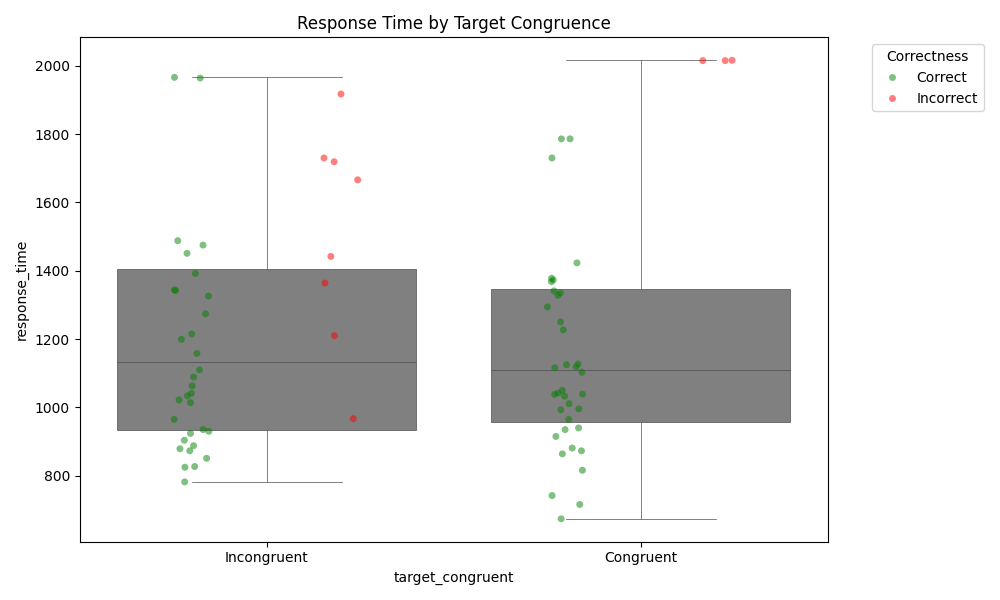 Response Time by Target Congruence
response_time
2000
1800
1600
1400
1200
1000
800
Incongruent
Congruent
target_congruent
Correctness
Correct
Incorrect